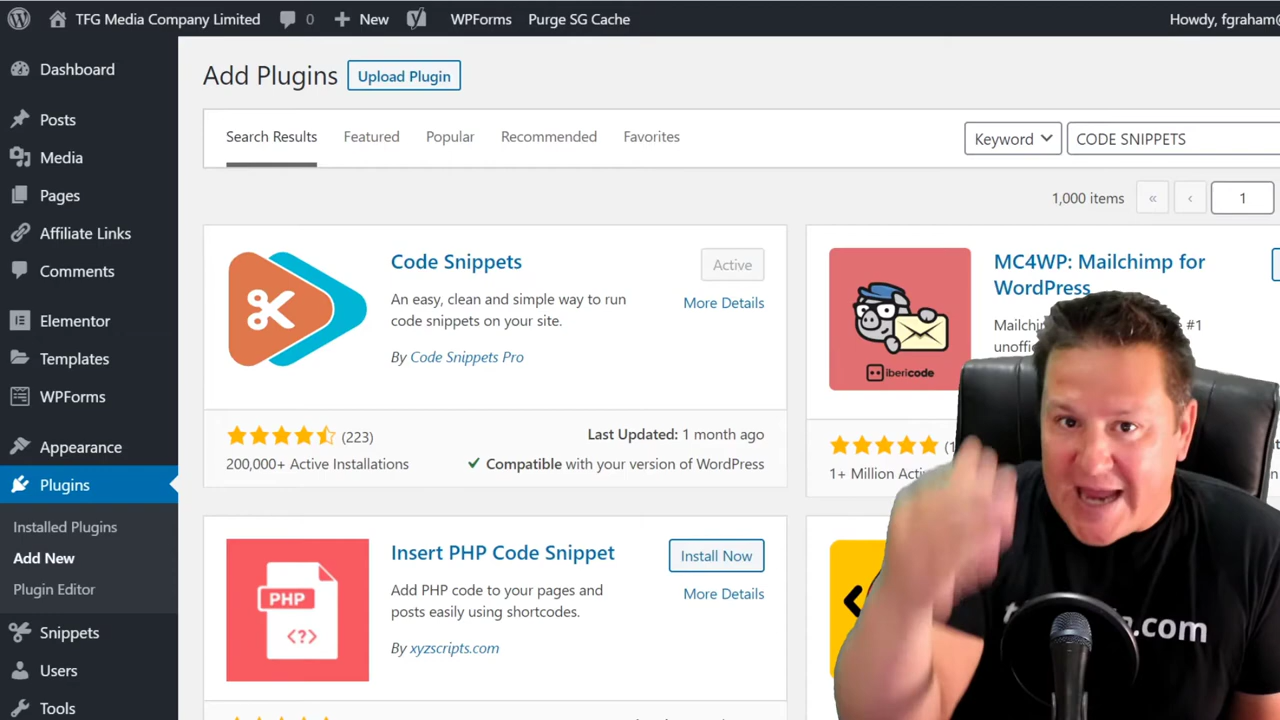 TFG Media Company Limited
0
New
WPForms
Purge SG Cache
Howdy, fgraham@
Dashboard
Posts
Media
Pages
Affiliate Links
Comments
Elementor
Templates
WPForms
Appearance
Plugins
Installed Plugins
Add New
Plugin Editor
Snippets
Users
Tools
Add Plugins
Upload Plugin
Search Results
Featured
Popular
Recommended
Favorites
Keyword
CODE SNIPPETS
1,000 items
«
‹
1
Code Snippets
Active
An easy, clean and simple way to run
code snippets on your site.
More Details
By Code Snippets Pro
(223)
Last Updated: 1 month ago
200,000+ Active Installations
Compatible with your version of WordPress
MC4WP: Mailchimp for
WordPress
#1
ibericode
1+ Million
PHP
<?>
Insert PHP Code Snippet
Install Now
Add PHP code to your pages and
posts easily using shortcodes.
More Details
By xyzscripts.com
.com